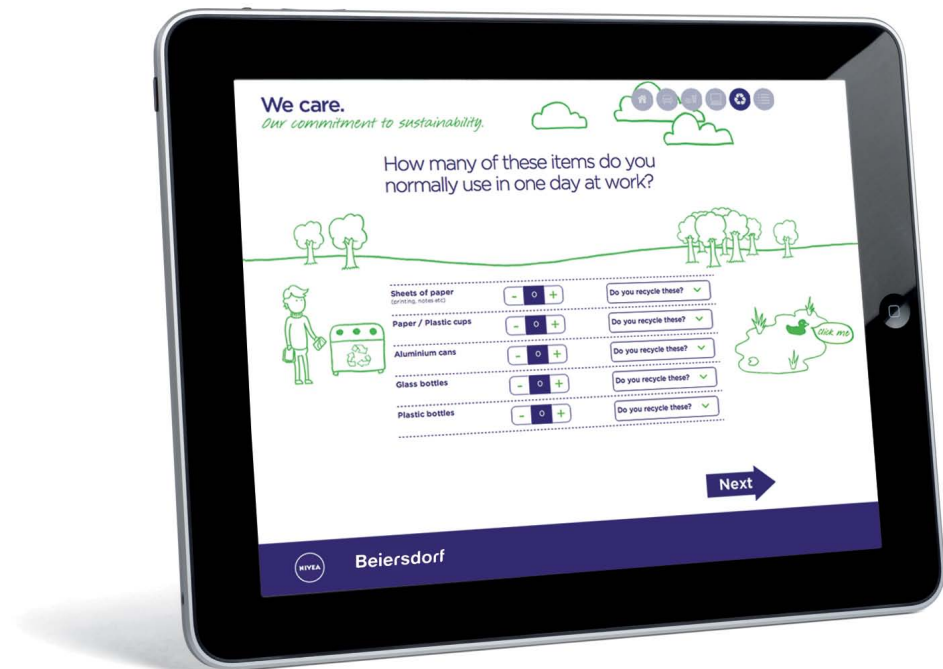 We care.
Our commitment to sustainability.
How many of these items do you
normally use in one day at work?
Sheets of paper
(printing, notes etc)
- 0 +
Do you recycle these?
Paper / Plastic cups
- 0 +
Do you recycle these?
Aluminium cans
- 0 +
Do you recycle these?
Glass bottles
- 0 +
Do you recycle these?
Plastic bottles
- 0 +
Do you recycle these?
click me
Next
NIVEA
Beiersdorf